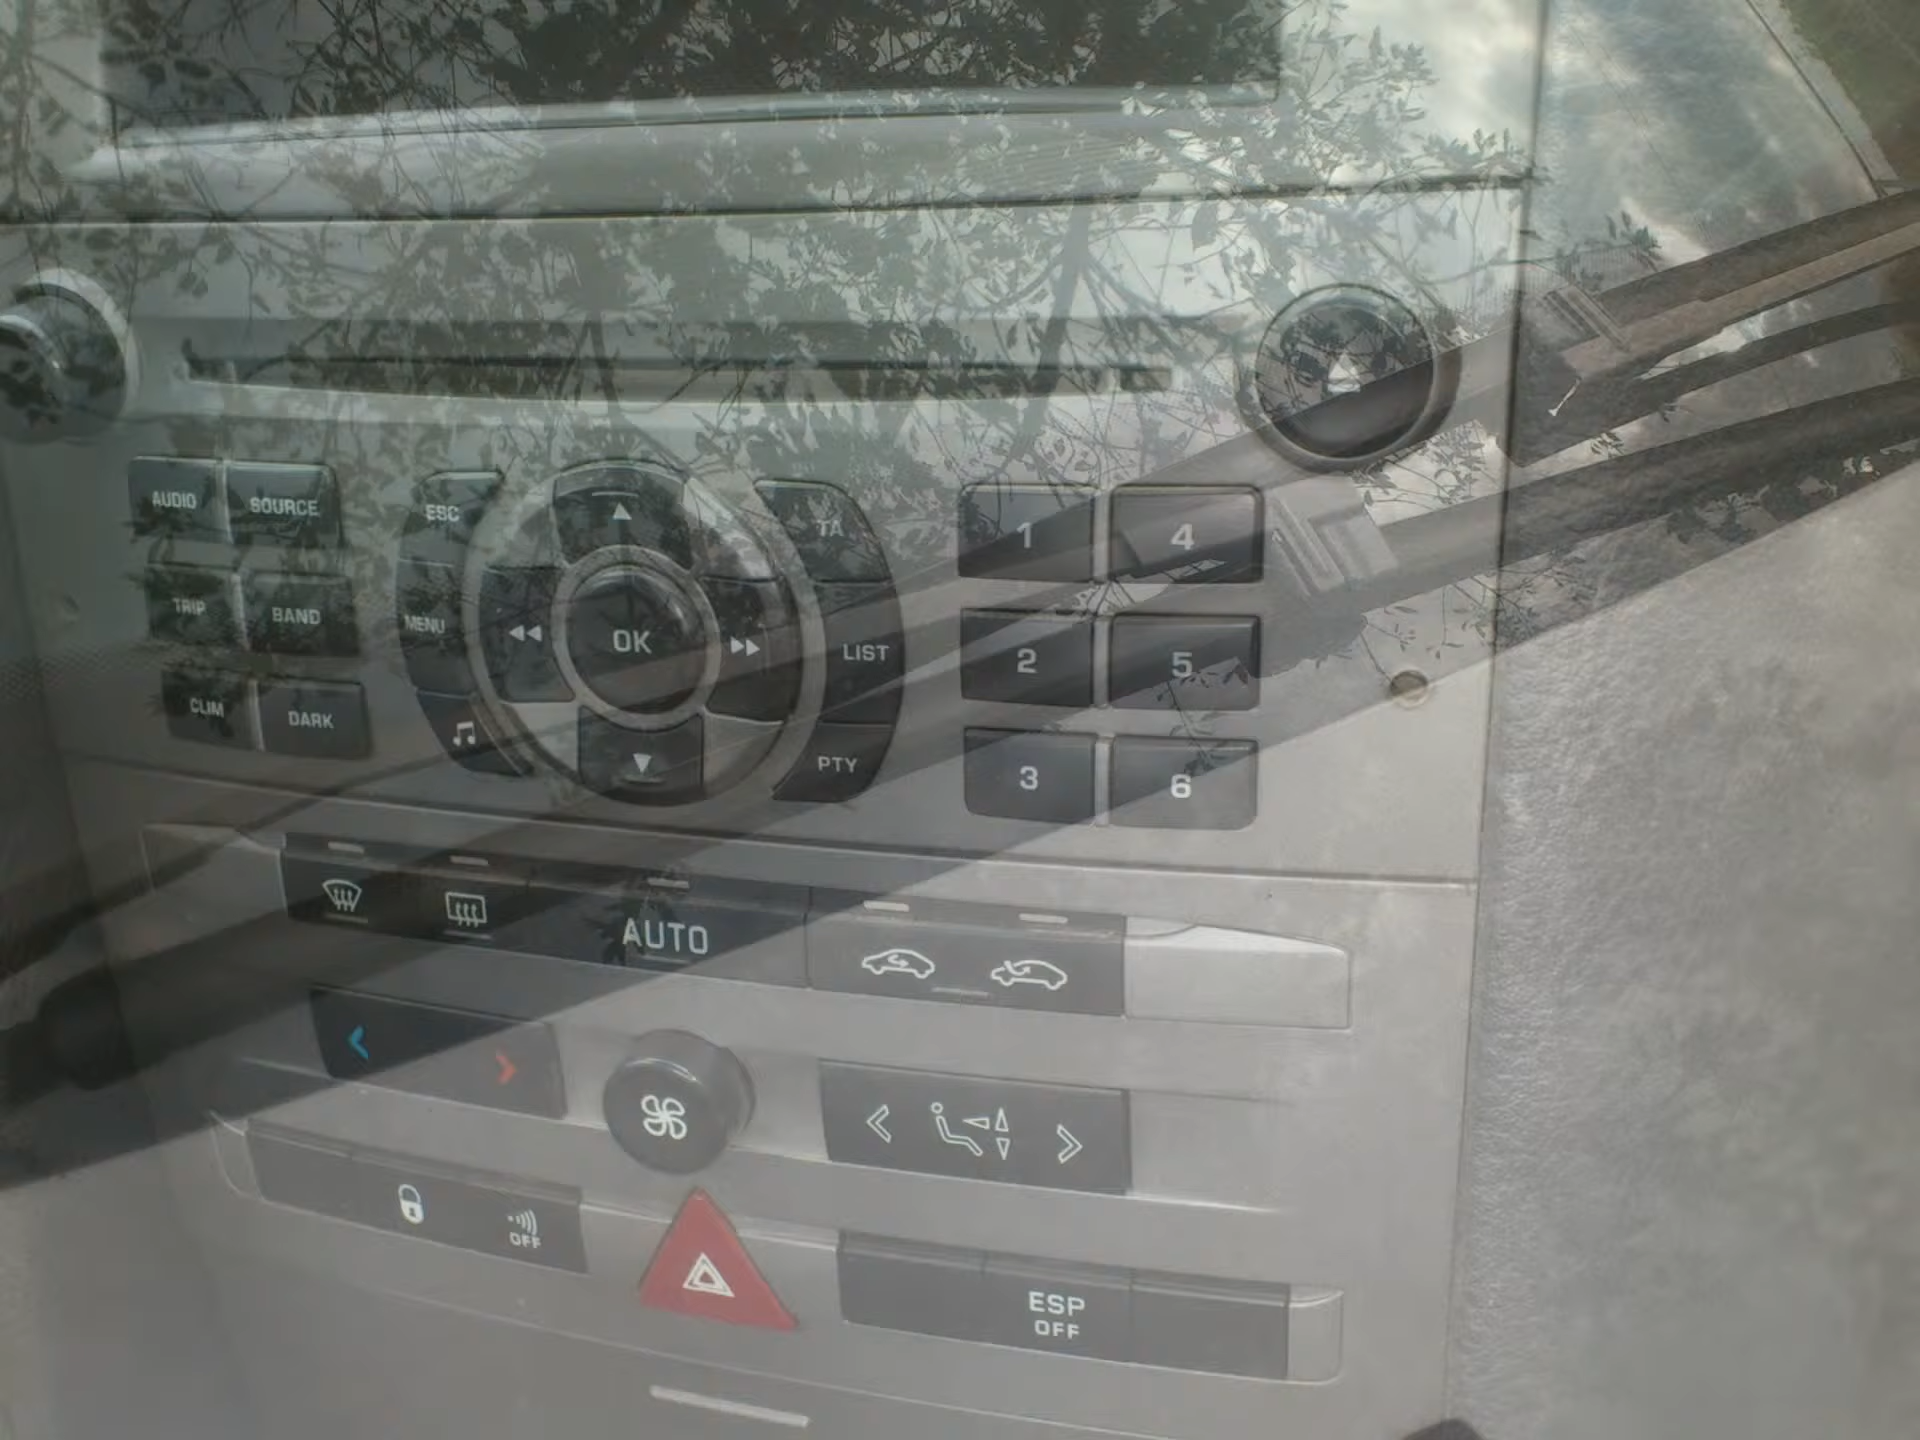 AUDIO SOURCE ESC TA 1 4
TRIP BAND MENU OK LIST 2 5
CLIM DARK PTY 3 6
AUTO
OFF
ESP
OFF